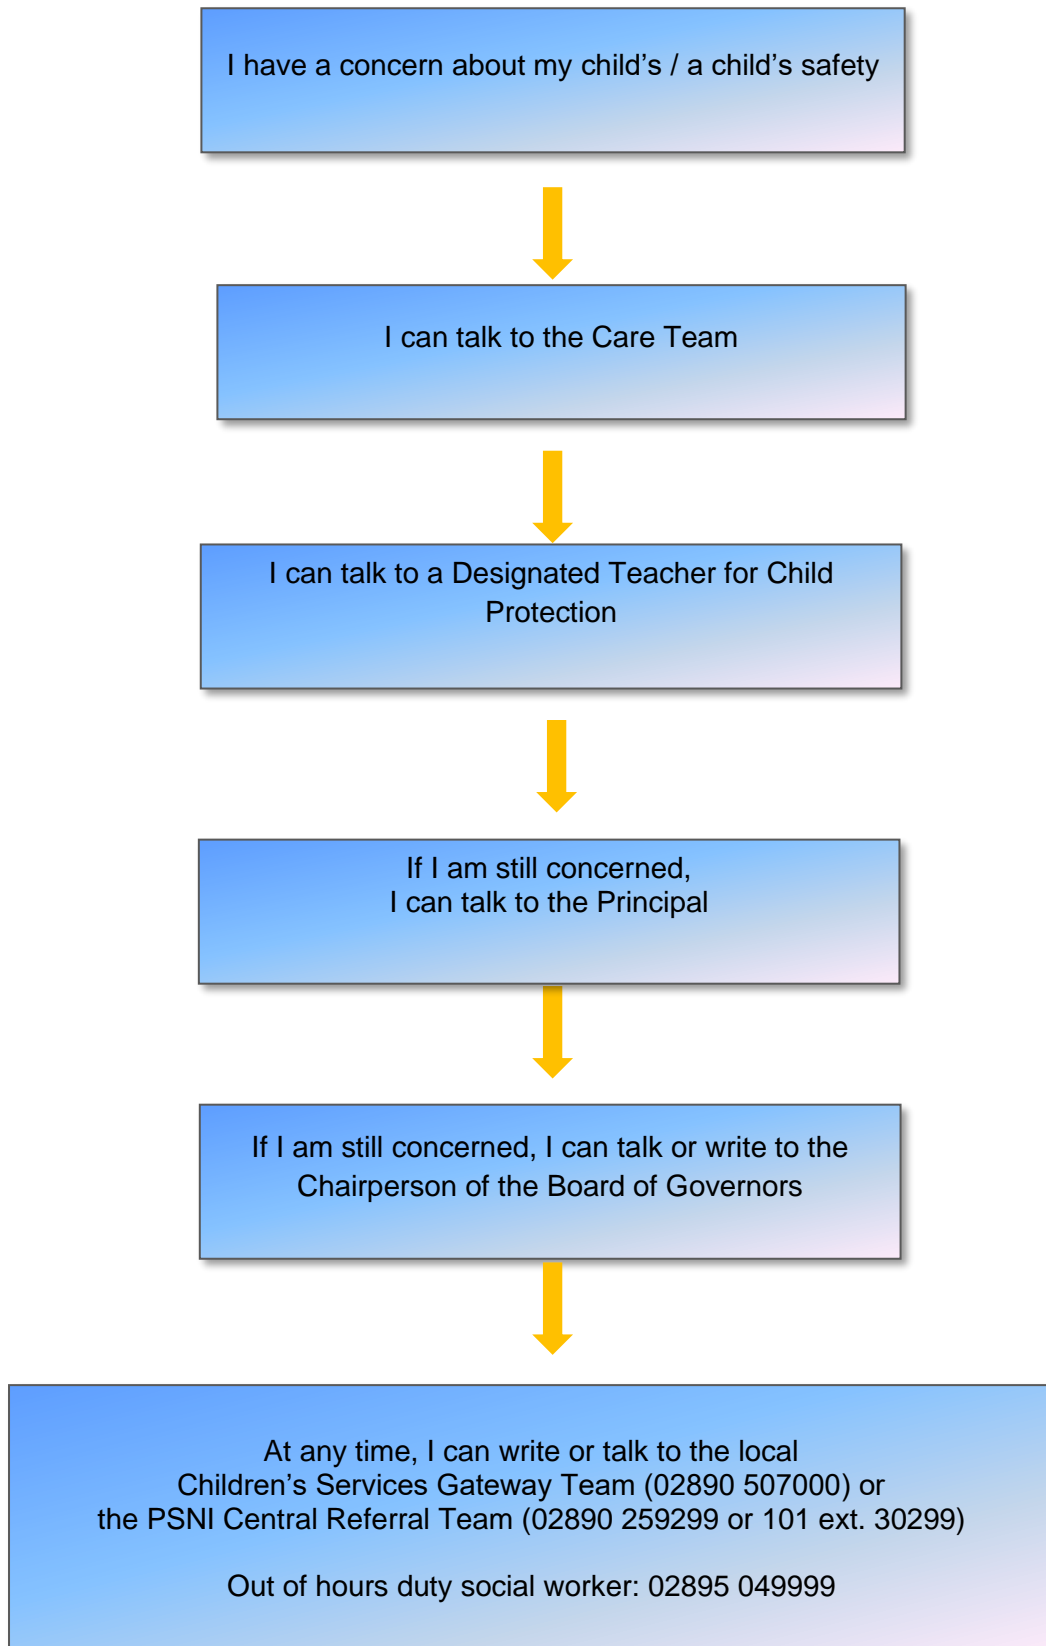 I have a concern about my child’s / a child’s safety
I can talk to the Care Team
I can talk to a Designated Teacher for Child
Protection
If I am still concerned,
I can talk to the Principal
If I am still concerned, I can talk or write to the
Chairperson of the Board of Governors
At any time, I can write or talk to the local
Children’s Services Gateway Team (02890 507000) or
the PSNI Central Referral Team (02890 259299 or 101 ext. 30299)
Out of hours duty social worker: 02895 049999